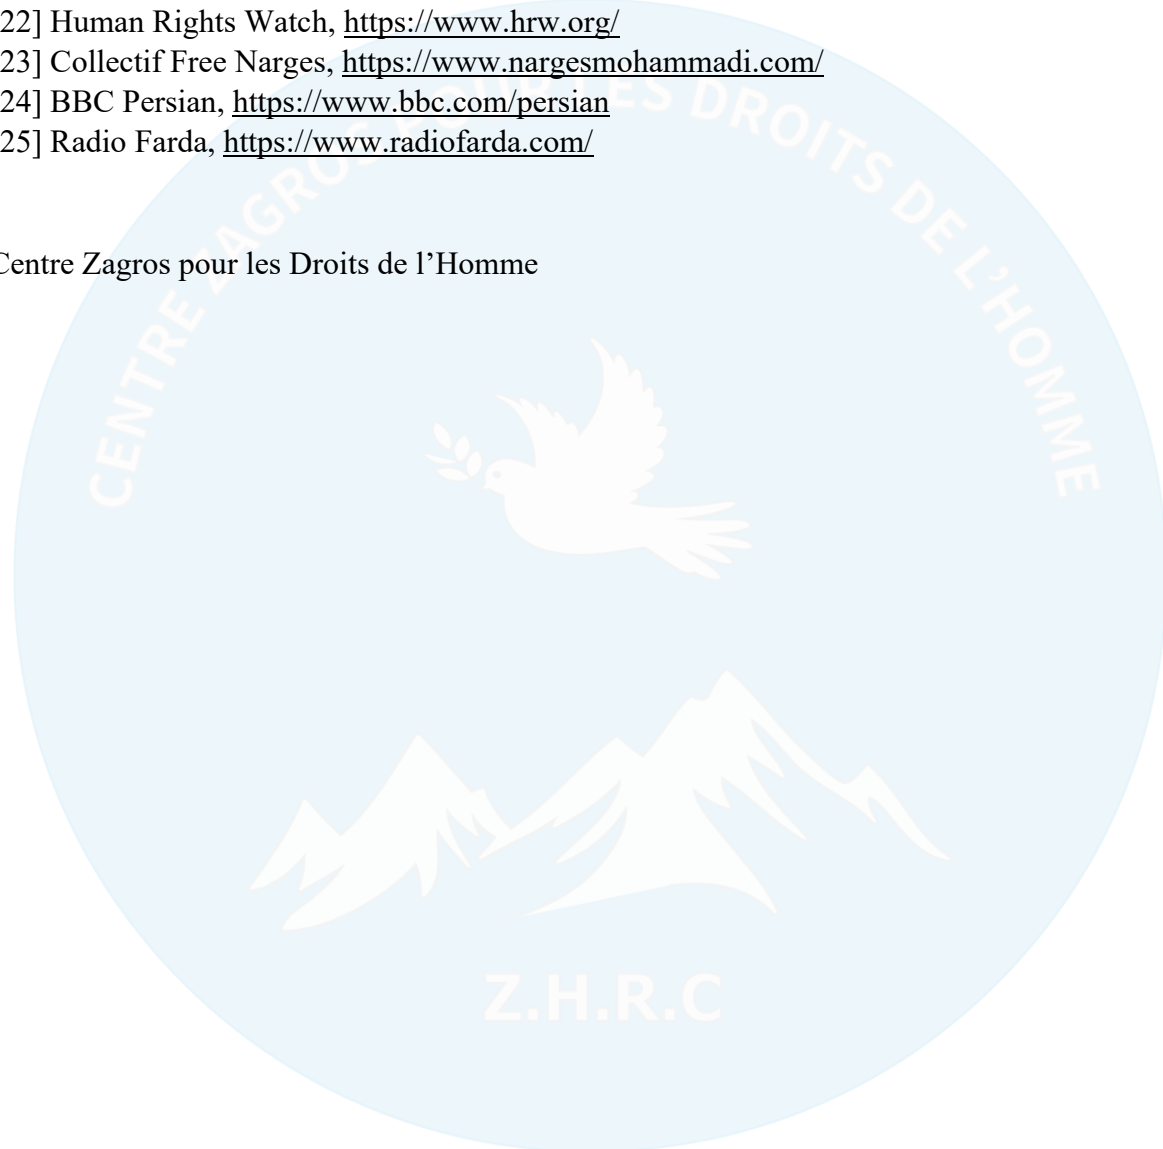 22] Human Rights Watch, https://www.hrw.org/
23] Collectif Free Narges, https://www.nargesmohammadi.com/
24] BBC Persian, https://www.bbc.com/persian
25] Radio Farda, https://www.radiofarda.com/
Centre Zagros pour les Droits de l’Homme
CENTRE ZAGROS POUR LES DROITS DE L’HOMME
Z.H.R.C